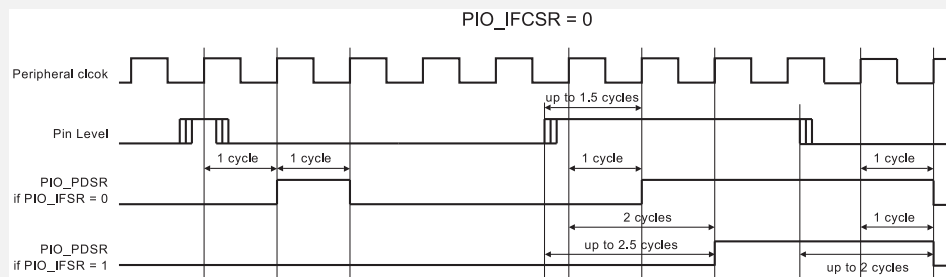 PIO_IFCSR = 0
Peripheral clcok
up to 1.5 cycles
Pin Level
1 cycle
1 cycle
1 cycle
1 cycle
PIO_PDSR
if PIO_IFSR = 0
2 cycles
1 cycle
PIO_PDSR
if PIO_IFSR = 1
up to 2.5 cycles
up to 2 cycles